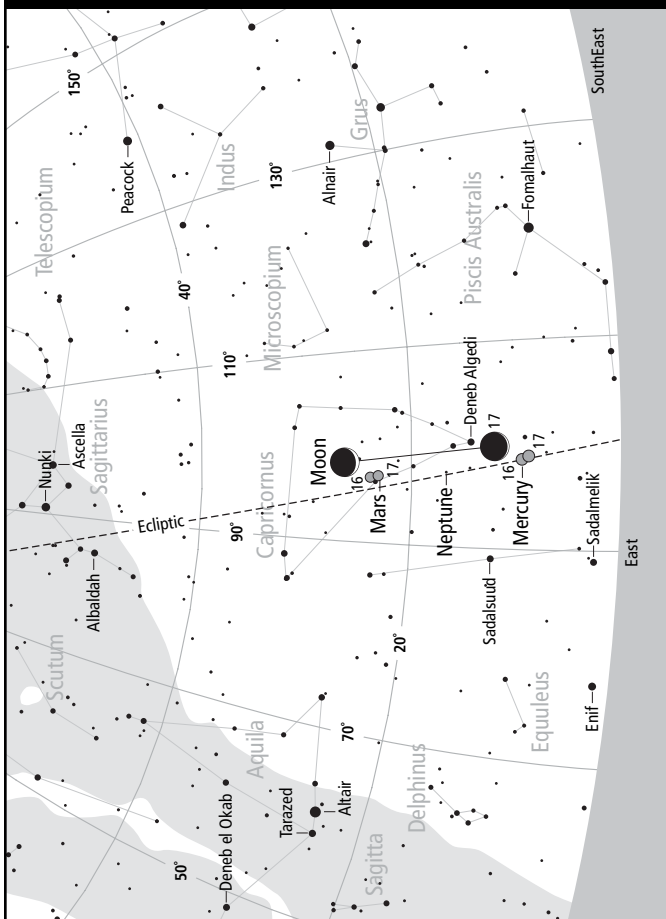 150°
SouthEast
Telescopium
Peacock
Indus
Grus
130°
Alnair
Piscis Australis
Fomalhaut
40°
Microscopium
110°
Sagittarius
Ascella
Nunki
Deneb Algedi
Moon
17
16
17
Mars
Neptune
16
17
Mercury
Capricornus
Ecliptic
90°
Albaldah
Sadalmelik
East
Sadalsuud
20°
Scutum
Equuleus
Enif
70°
Aquila
Delphinus
Altair
Tarazed
Deneb el Okab
Sagitta
50°